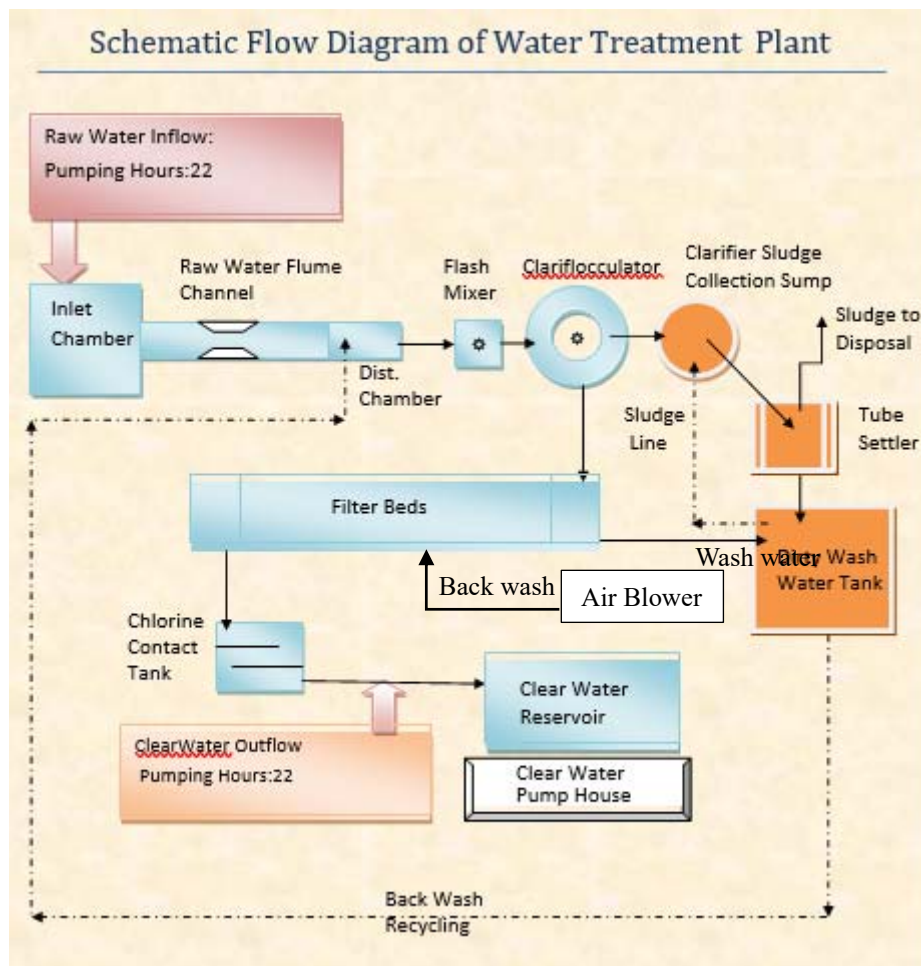 Schematic Flow Diagram of Water Treatment Plant
Raw Water Inflow:
Pumping Hours:22
Raw Water Flume
Channel
Flash
Mixer
Clariflocculator
Clarifier Sludge
Collection Sump
Inlet
Chamber
Sludge to
Disposal
Dist.
Chamber
Sludge
Line
Tube
Settler
Filter Beds
Wash water
Wash
Water Tank
Back wash
Air Blower
Chlorine
Contact
Tank
Clear Water
Reservoir
ClearWater Outflow
Pumping Hours:22
Clear Water
Pump House
Back Wash
Recycling